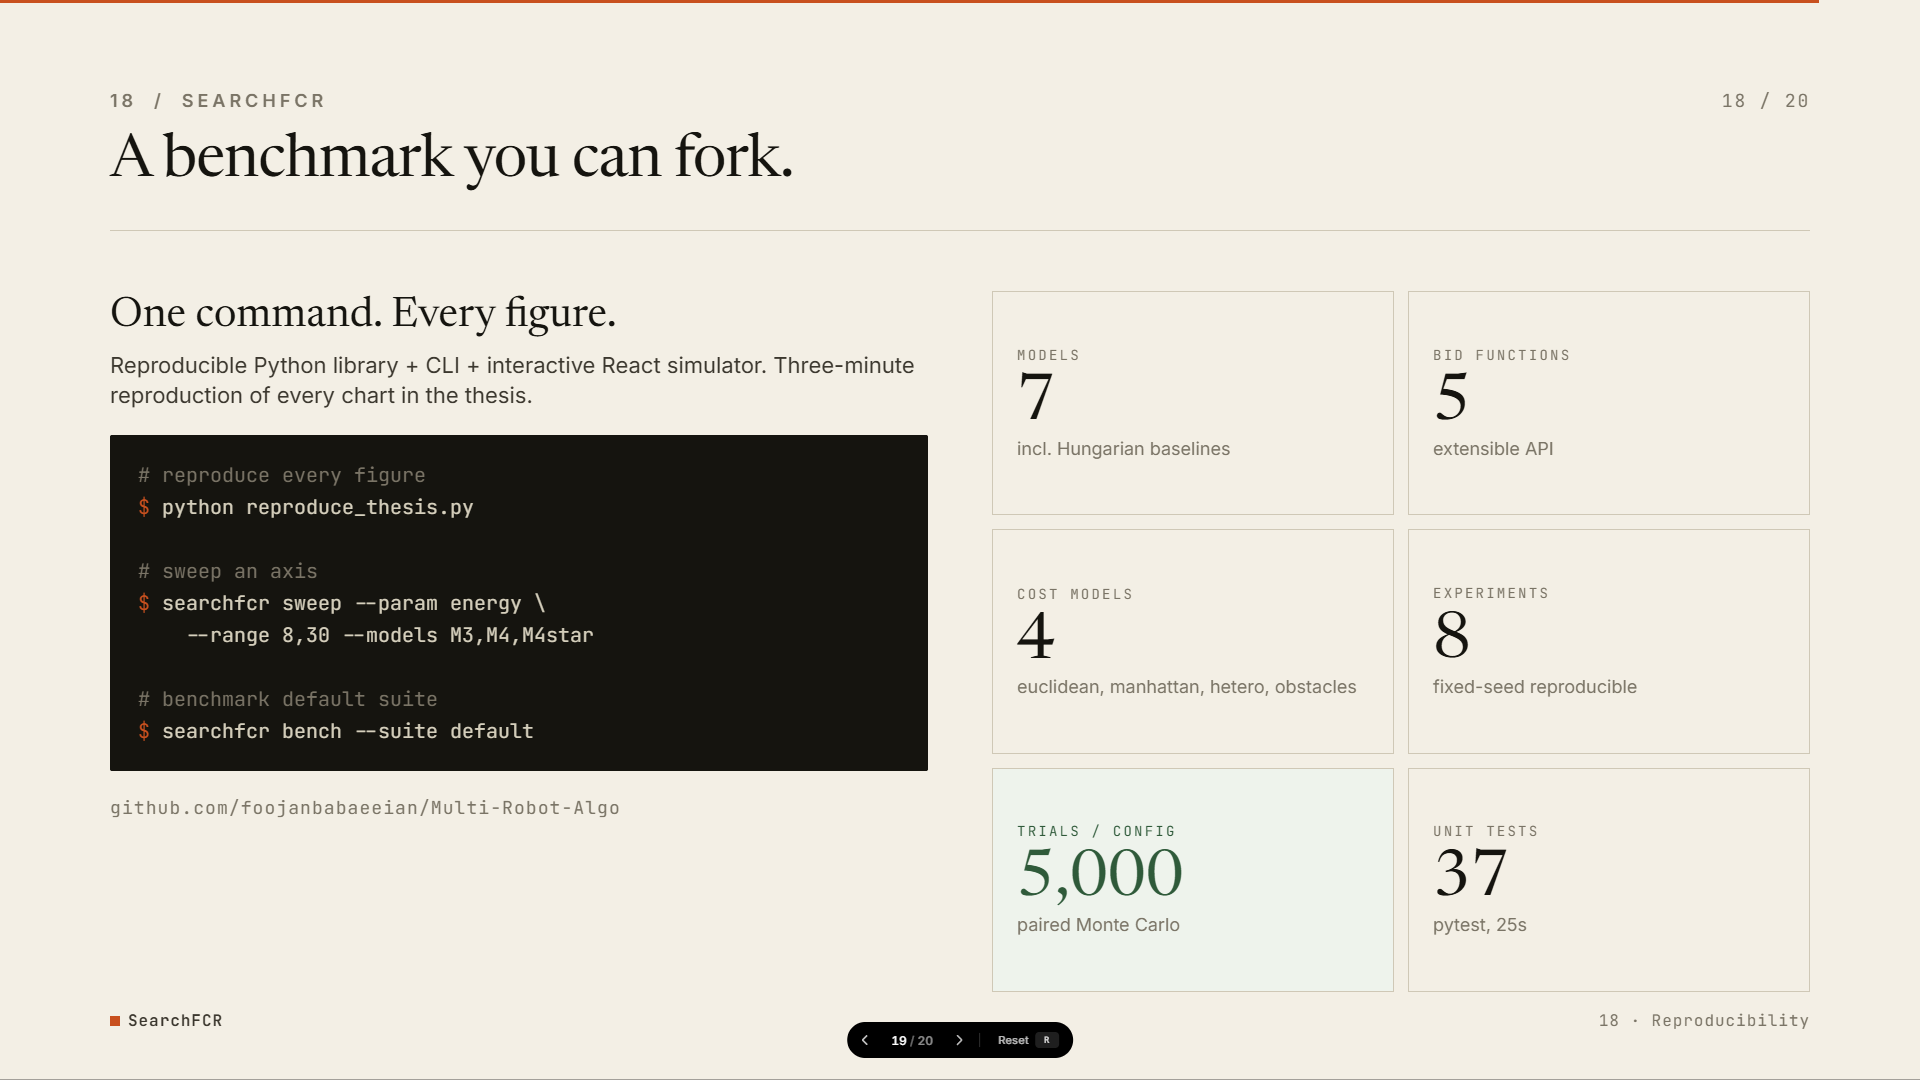 18 / SEARCHFCR
18 / 20
A benchmark you can fork.
One command. Every figure.
Reproducible Python library + CLI + interactive React simulator. Three-minute
reproduction of every chart in the thesis.
# reproduce every figure
$ python reproduce_thesis.py
# sweep an axis
$ searchfcr sweep --param energy \
--range 8,30 --models M3,M4,M4star
# benchmark default suite
$ searchfcr bench --suite default
github.com/foojanbabaeeian/Multi-Robot-Algo
MODELS
7
incl. Hungarian baselines
BID FUNCTIONS
5
extensible API
COST MODELS
4
euclidean, manhattan, hetero, obstacles
EXPERIMENTS
8
fixed-seed reproducible
TRIALS / CONFIG
5,000
paired Monte Carlo
UNIT TESTS
37
pytest, 25s
SearchFCR
19 / 20
Reset R
18 · Reproducibility